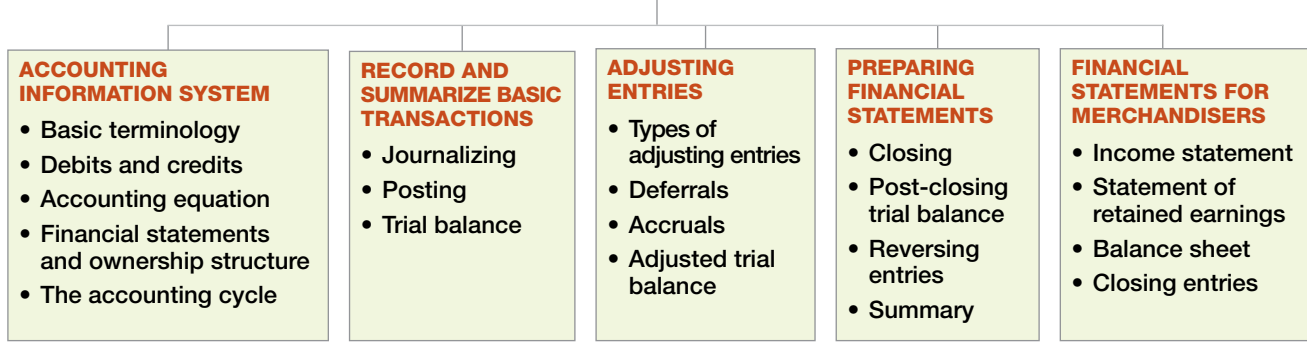 ACCOUNTING
INFORMATION SYSTEM
• Basic terminology
• Debits and credits
• Accounting equation
• Financial statements
and ownership structure
• The accounting cycle
RECORD AND
SUMMARIZE BASIC
TRANSACTIONS
• Journalizing
• Posting
• Trial balance
ADJUSTING
ENTRIES
• Types of
adjusting entries
• Deferrals
• Accruals
• Adjusted trial
balance
PREPARING
FINANCIAL
STATEMENTS
• Closing
• Post-closing
trial balance
• Reversing
entries
• Summary
FINANCIAL
STATEMENTS FOR
MERCHANDISERS
• Income statement
• Statement of
retained earnings
• Balance sheet
• Closing entries